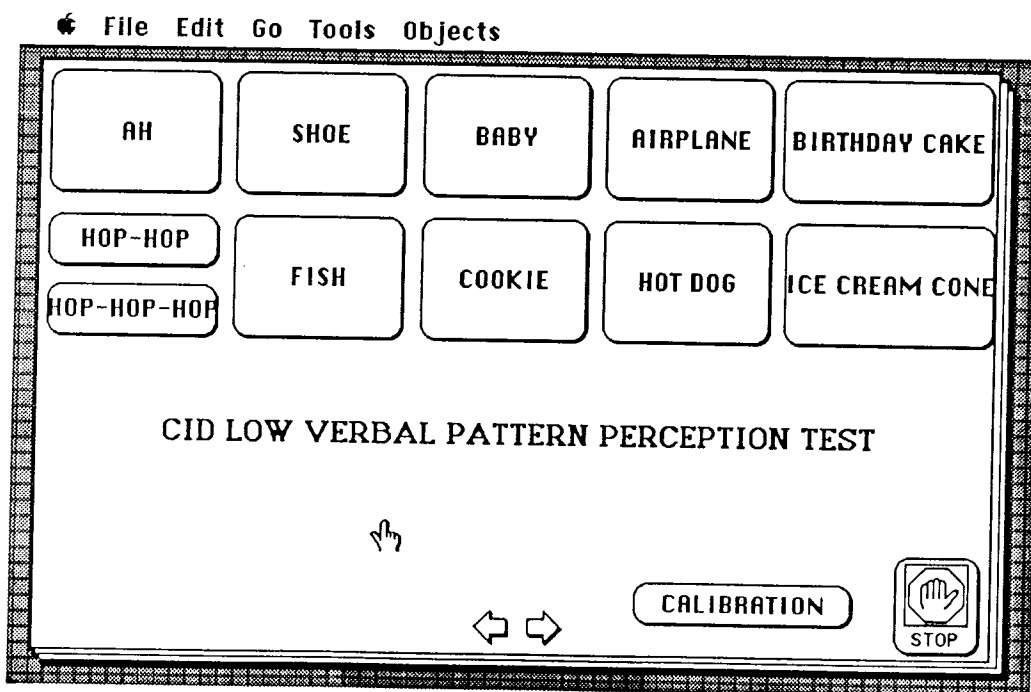 File Edit Go Tools Objects
AH SHOE BABY AIRPLANE BIRTHDAY CAKE
HOP-HOP
FISH COOKIE HOT DOG ICE CREAM CONE
HOP-HOP-HOP
CID LOW VERBAL PATTERN PERCEPTION TEST
CALIBRATION
STOP